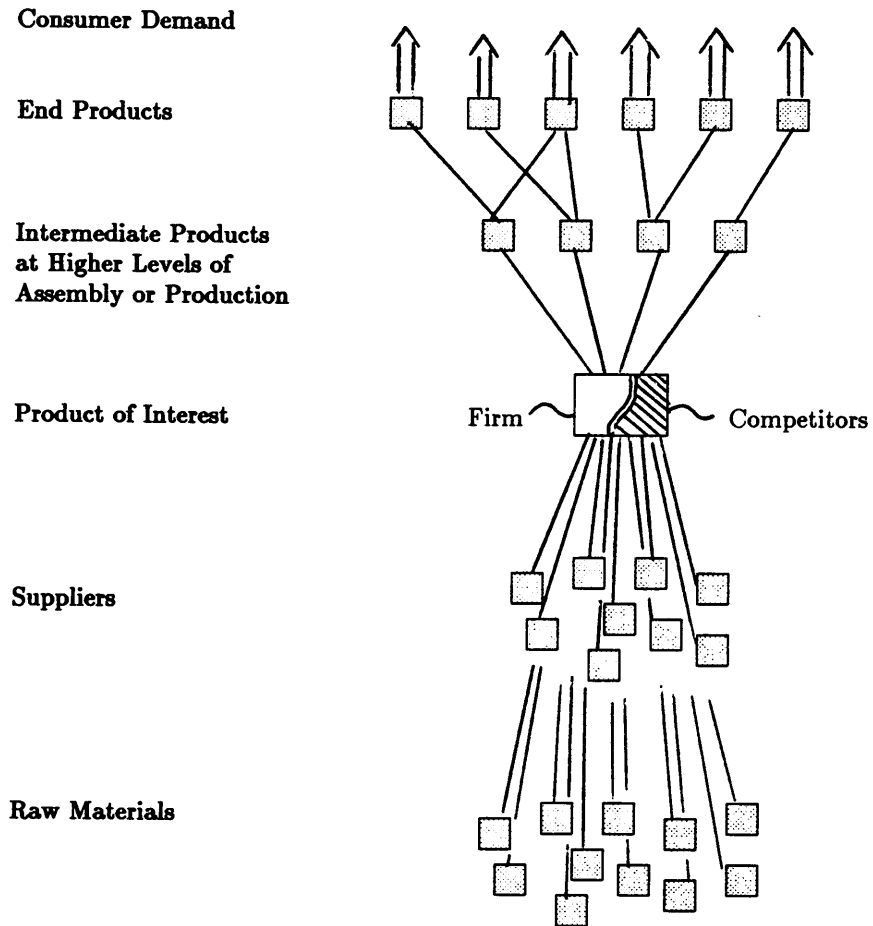 Consumer Demand
End Products
Intermediate Products
at Higher Levels of
Assembly or Production
Product of Interest
Firm
Competitors
Suppliers
Raw Materials